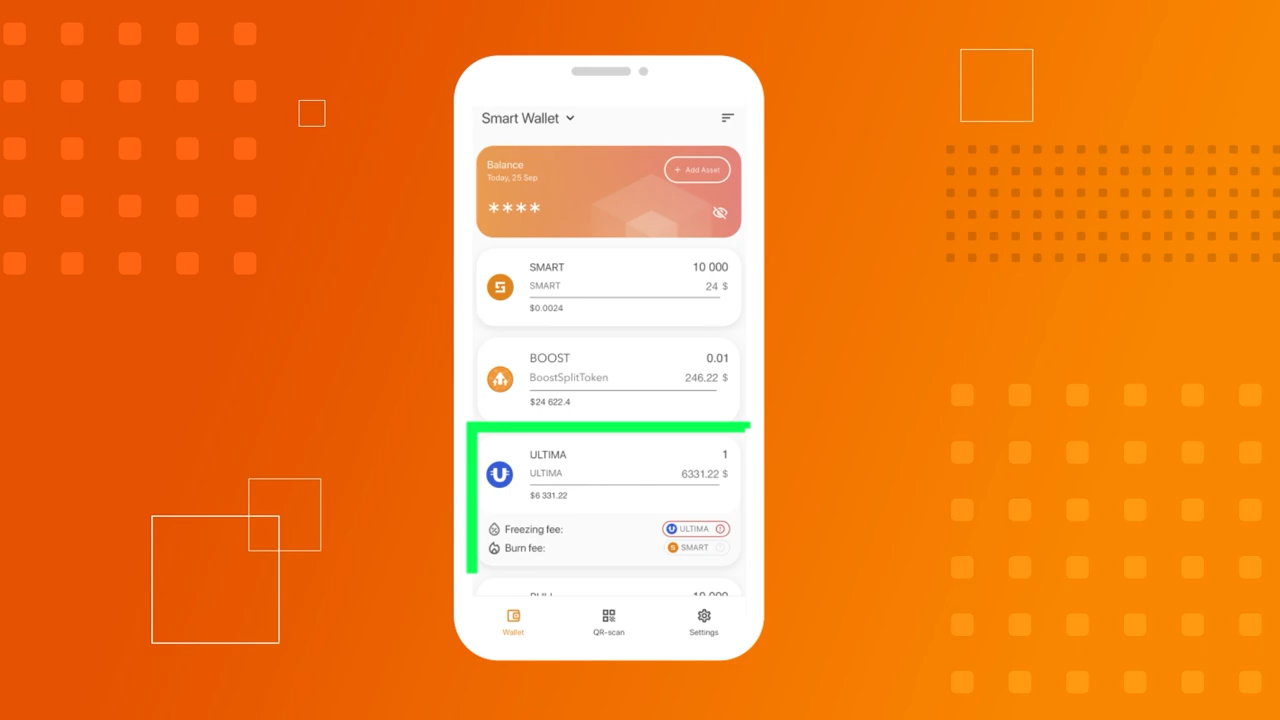 Smart Wallet
Balance
Today, 25 Sep
+ Add Asset
****
SMART 10 000
SMART 24 $
$0.0024
BOOST 0.01
BoostSplitToken 246.22 $
$24 622.4
ULTIMA 1
ULTIMA 6331.22 $
$6 331.22
Freezing fee: ULTIMA
Burn fee: SMART
Wallet QR-scan Settings